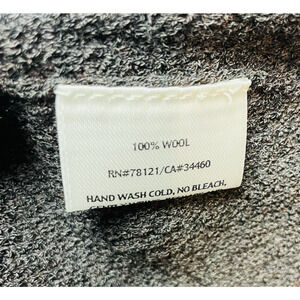 100% WOOL
RN#78121/CA#34460
HAND WASH COLD, NO BLEACH,